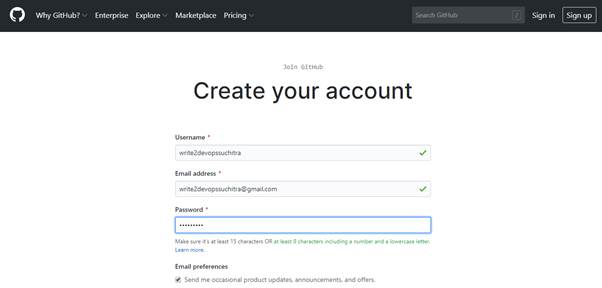 Why GitHub? Enterprise Explore Marketplace Pricing Search GitHub / Sign in Sign up
Join GitHub
Create your account
Username *
write2devopssuchitra
Email address *
write2devopssuchitra@gmail.com
Password *
•••••••••
Make sure it's at least 15 characters OR at least 8 characters including a number and a lowercase letter.
Learn more.
Email preferences
Send me occasional product updates, announcements, and offers.